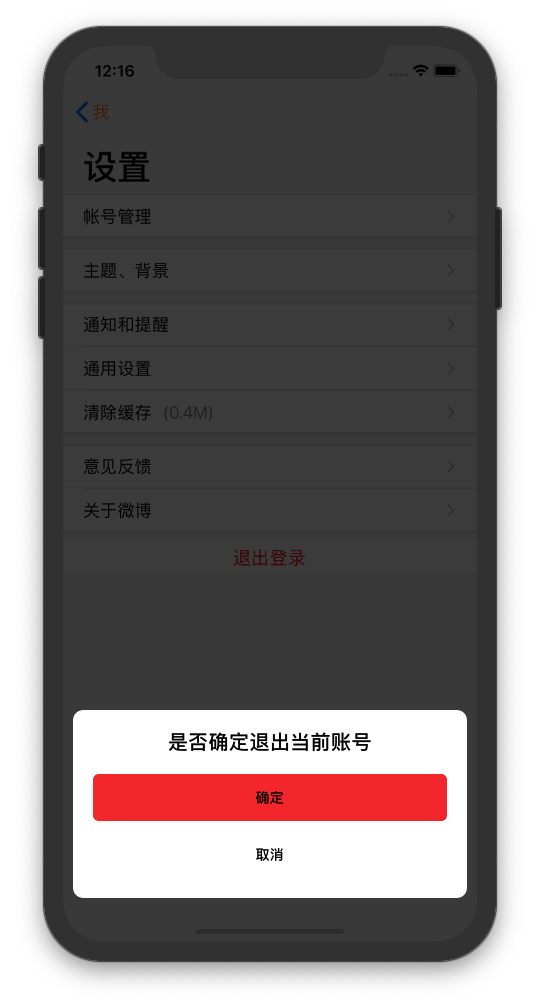 12:16
我
设置
帐号管理
主题、背景
通知和提醒
通用设置
清除缓存 (0.4M)
意见反馈
关于微博
退出登录
是否确定退出当前账号
确定
取消